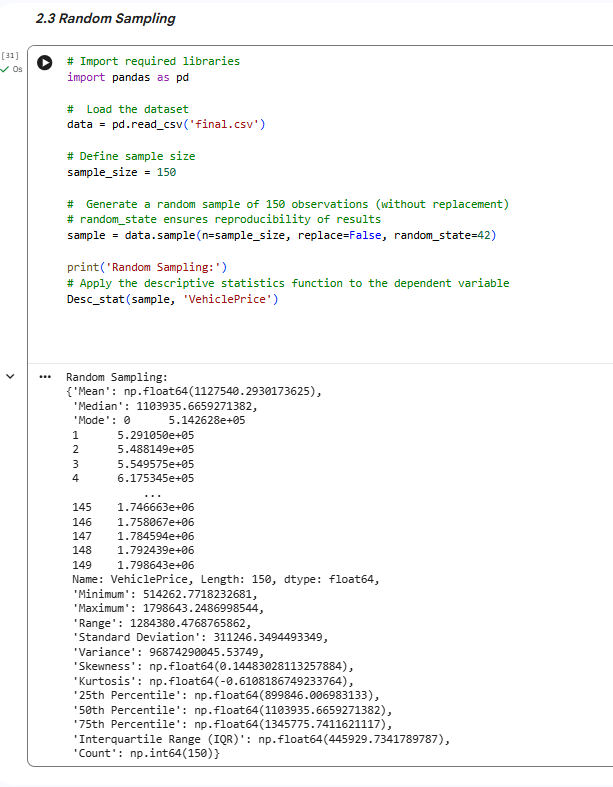 2.3 Random Sampling
[31]
✓ 0s
# Import required libraries
import pandas as pd
#  Load the dataset
data = pd.read_csv('final.csv')
# Define sample size
sample_size = 150
#  Generate a random sample of 150 observations (without replacement)
# random_state ensures reproducibility of results
sample = data.sample(n=sample_size, replace=False, random_state=42)
print('Random Sampling:')
# Apply the descriptive statistics function to the dependent variable
Desc_stat(sample, 'VehiclePrice')
Random Sampling:
{'Mean': np.float64(1127540.2930173625),
 'Median': 1103935.6659271382,
 'Mode': 0      5.142628e+05
 1      5.291050e+05
 2      5.488149e+05
 3      5.549575e+05
 4      6.175345e+05
            ...
 145    1.746663e+06
 146    1.758067e+06
 147    1.784594e+06
 148    1.792439e+06
 149    1.798643e+06
 Name: VehiclePrice, Length: 150, dtype: float64,
 'Minimum': 514262.7718232681,
 'Maximum': 1798643.2486998544,
 'Range': 1284380.4768765862,
 'Standard Deviation': 311246.3494493349,
 'Variance': 96874290045.53749,
 'Skewness': np.float64(0.14483028113257884),
 'Kurtosis': np.float64(-0.6108186749233764),
 '25th Percentile': np.float64(899846.006983133),
 '50th Percentile': np.float64(1103935.6659271382),
 '75th Percentile': np.float64(1345775.7411621117),
 'Interquartile Range (IQR)': np.float64(445929.7341789787),
 'Count': np.int64(150)}